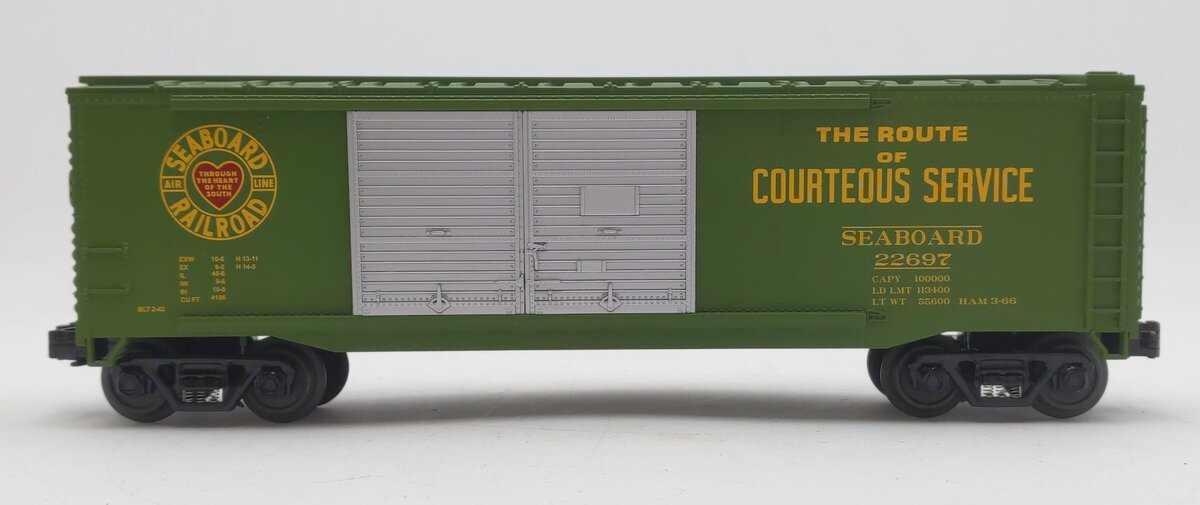 SEABOARD
AIR LINE
THROUGH
THE HEART
OF THE
SOUTH
RAILROAD
EXW 10-6 H 13-11
EX 9-5 H 14-5
IL 40-6
IW 9-6
IH 10-6
CU FT 4106
BLT 2-42
THE ROUTE
OF
COURTEOUS SERVICE
SEABOARD
22697
CAPY 100000
LD LMT 113400
LT WT 55600 HAM 3-66